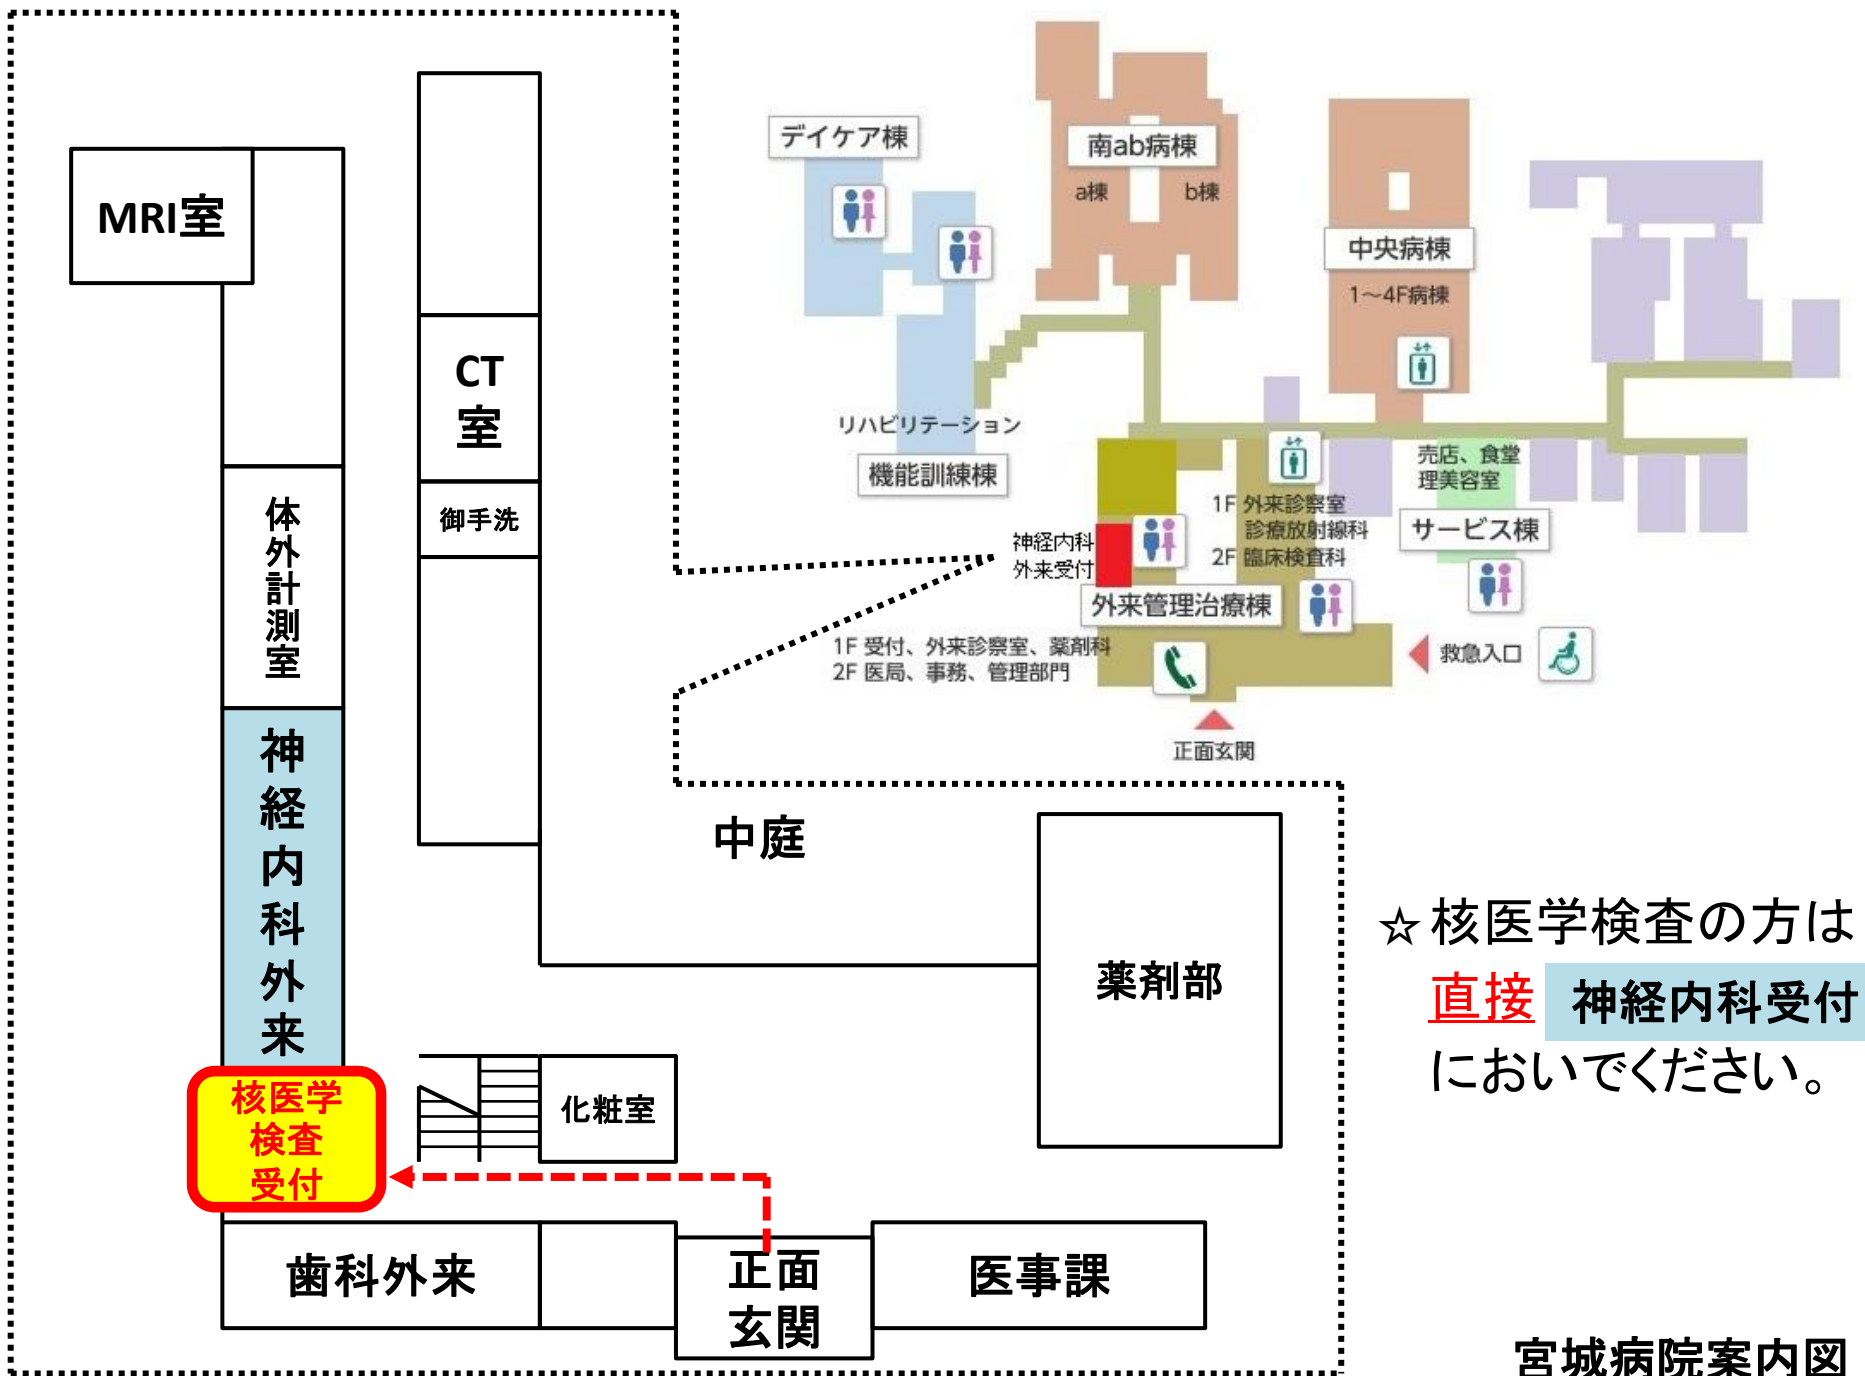 MRI室
CT
室
御手洗
体
外
計
測
室
神
経
内
科
外
来
核医学
検査
受付
化粧室
歯科外来
正面
玄関
医事課
薬剤部
中庭
デイケア棟
南ab病棟
a棟
b棟
中央病棟
1～4F病棟
リハビリテーション
機能訓練棟
売店、食堂
理美容室
サービス棟
1F 外来診察室
診療放射線科
2F 臨床検査科
神経内科
外来受付
外来管理治療棟
1F 受付、外来診察室、薬剤科
2F 医局、事務、管理部門
救急入口
正面玄関
☆核医学検査の方は
直接 神経内科受付
においでください。
宮城病院案内図